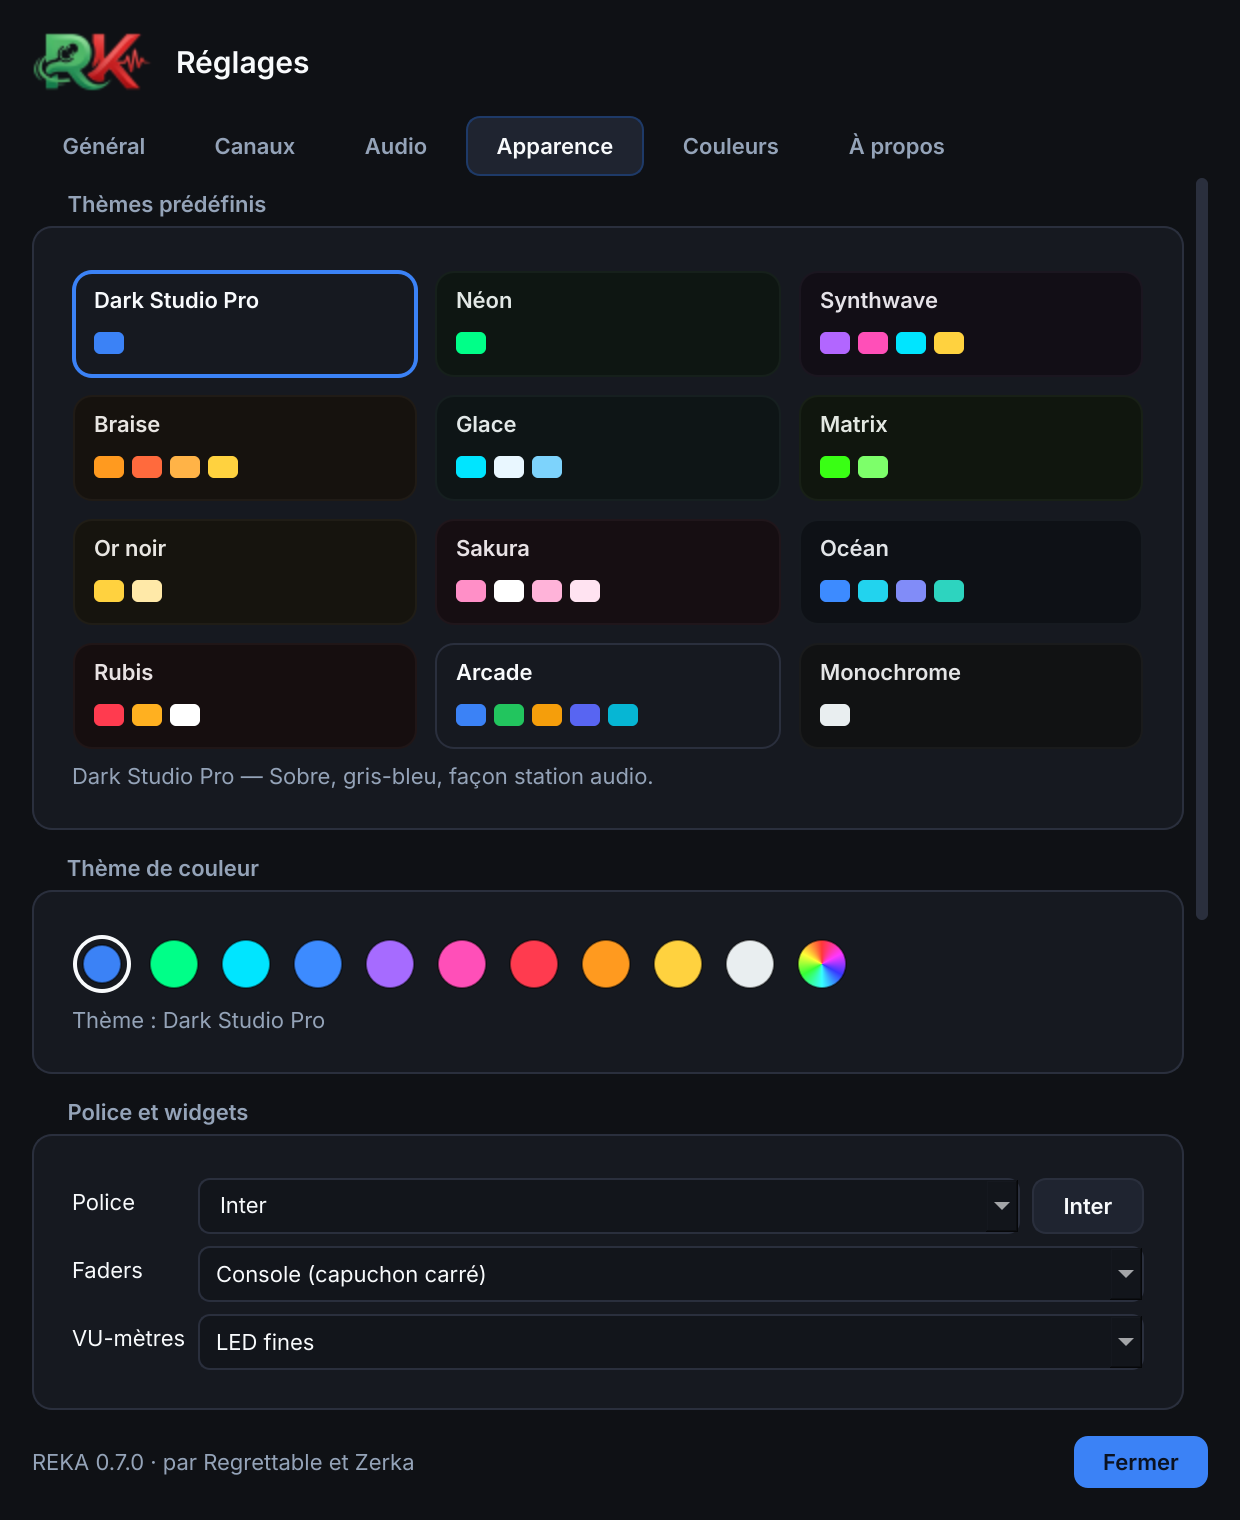 RK
Réglages
Général Canaux Audio Apparence Couleurs À propos
Thèmes prédéfinis
Dark Studio Pro Néon Synthwave
Braise Glace Matrix
Or noir Sakura Océan
Rubis Arcade Monochrome
Dark Studio Pro — Sobre, gris-bleu, façon station audio.
Thème de couleur
Thème : Dark Studio Pro
Police et widgets
Police Inter Inter
Faders Console (capuchon carré)
VU-mètres LED fines
REKA 0.7.0 · par Regrettable et Zerka Fermer